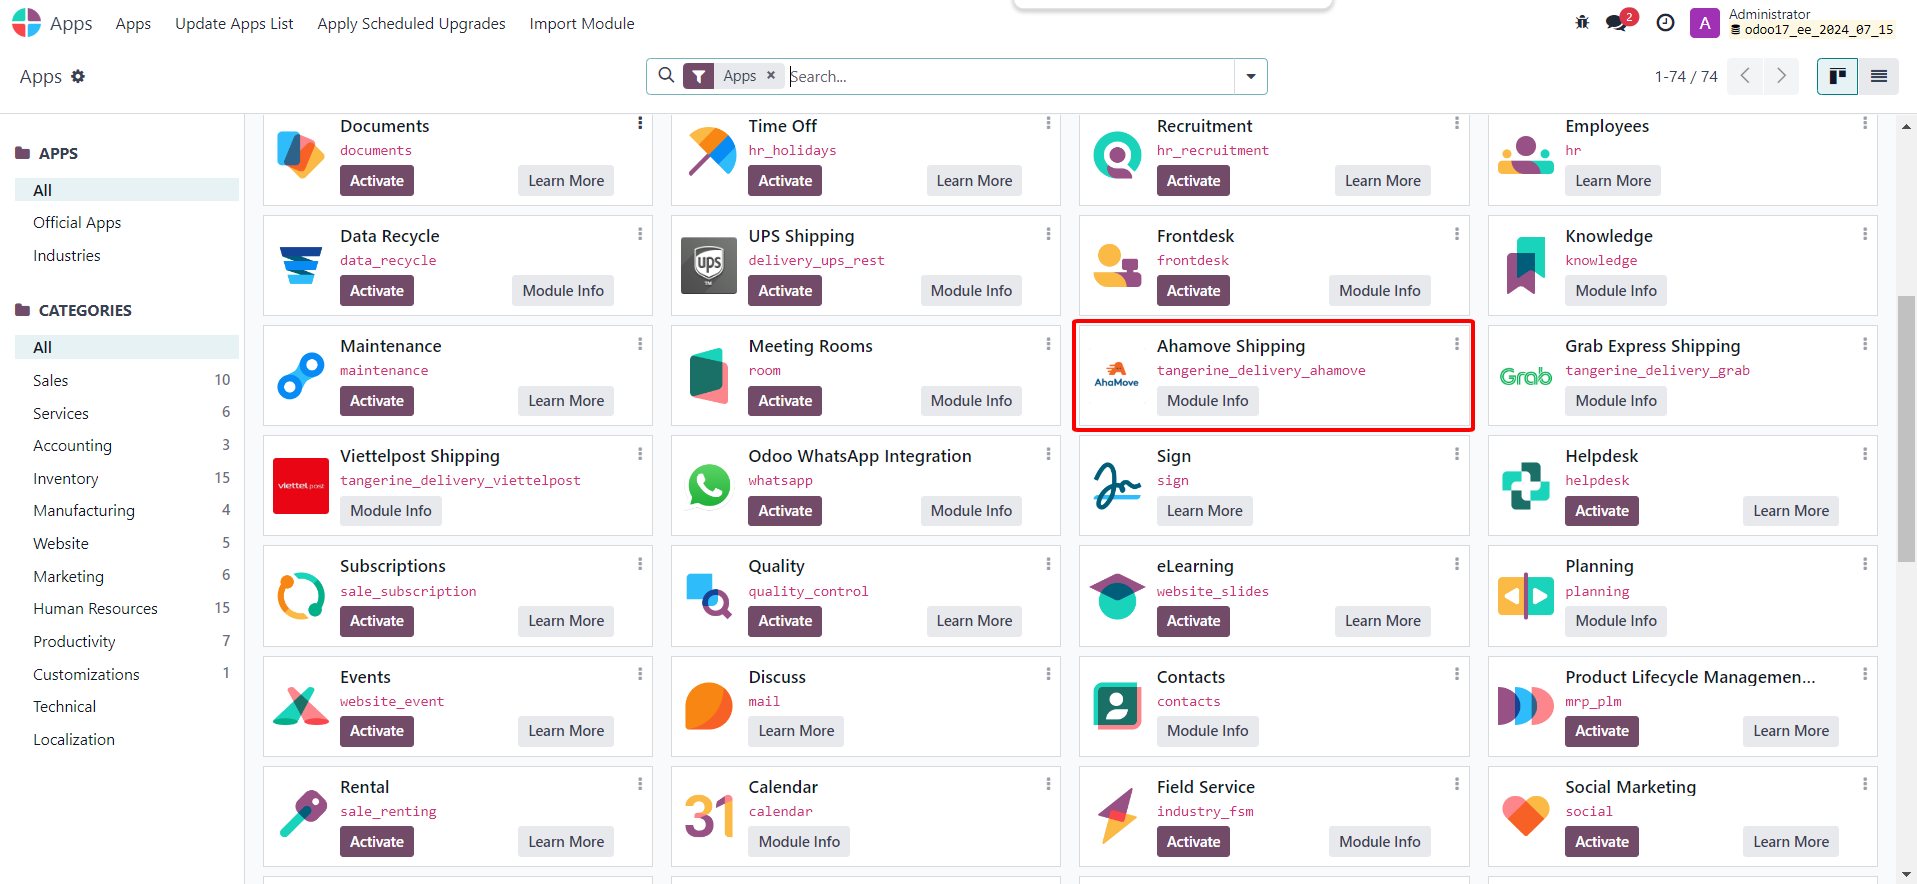 Apps Apps Update Apps List Apply Scheduled Upgrades Import Module 2 A Administrator
odoo17_ee_2024_07_15
Apps Apps × Search... 1-74 / 74
APPS
All
Official Apps
Industries
CATEGORIES
All
Sales 10
Services 6
Accounting 3
Inventory 15
Manufacturing 4
Website 5
Marketing 6
Human Resources 15
Productivity 7
Customizations 1
Technical
Localization
Documents
documents
Activate Learn More
Time Off
hr_holidays
Activate Learn More
Recruitment
hr_recruitment
Activate Learn More
Employees
hr
Learn More
Data Recycle
data_recycle
Activate Module Info
ups
TM
UPS Shipping
delivery_ups_rest
Activate Module Info
Frontdesk
frontdesk
Activate Module Info
Knowledge
knowledge
Module Info
Maintenance
maintenance
Activate Learn More
Meeting Rooms
room
Activate Module Info
AhaMove
Ahamove Shipping
tangerine_delivery_ahamove
Module Info
Grab
Grab Express Shipping
tangerine_delivery_grab
Module Info
viettel post
Viettelpost Shipping
tangerine_delivery_viettelpost
Module Info
Odoo WhatsApp Integration
whatsapp
Activate Module Info
Sign
sign
Learn More
Helpdesk
helpdesk
Activate Learn More
Subscriptions
sale_subscription
Activate Learn More
Quality
quality_control
Activate Learn More
eLearning
website_slides
Activate Learn More
Planning
planning
Module Info
Events
website_event
Activate Learn More
Discuss
mail
Learn More
Contacts
contacts
Module Info
Product Lifecycle Managemen...
mrp_plm
Activate Learn More
Rental
sale_renting
Activate Learn More
31
Calendar
calendar
Module Info
Field Service
industry_fsm
Activate Module Info
Social Marketing
social
Activate Learn More